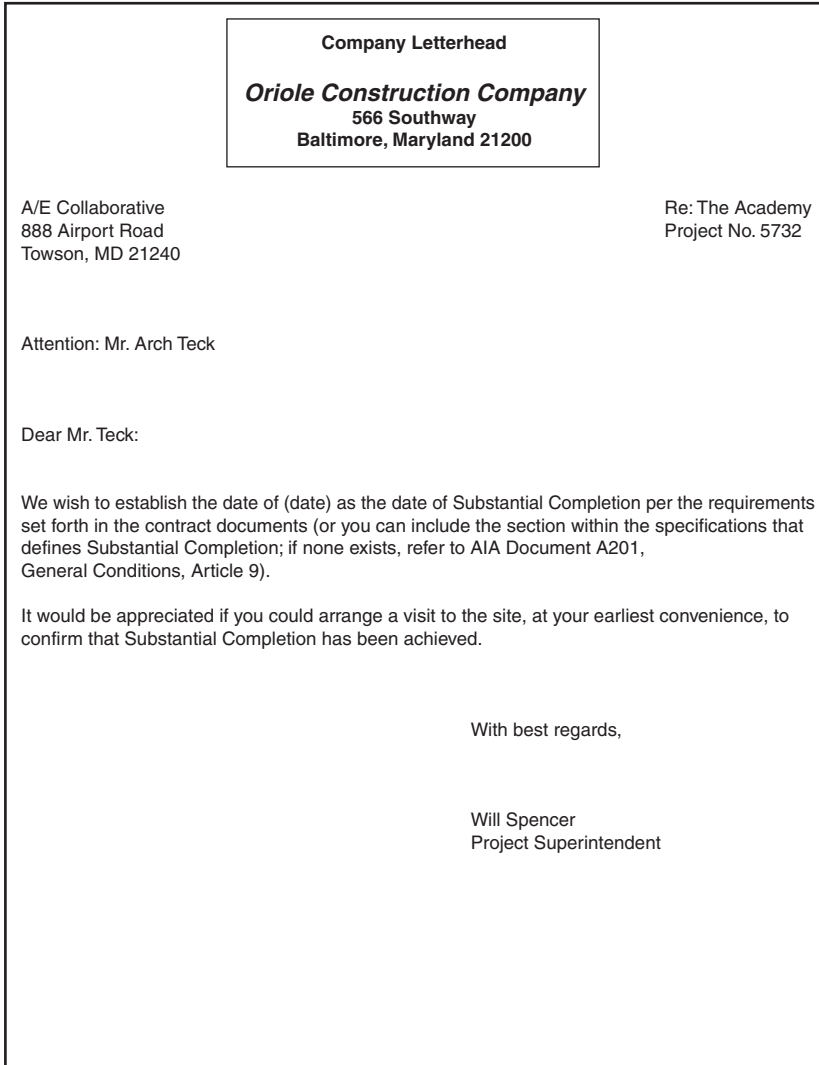 Company Letterhead
Oriole Construction Company
566 Southway
Baltimore, Maryland 21200
A/E Collaborative
888 Airport Road
Towson, MD 21240
Re: The Academy
Project No. 5732
Attention: Mr. Arch Teck
Dear Mr. Teck:
We wish to establish the date of (date) as the date of Substantial Completion per the requirements
set forth in the contract documents (or you can include the section within the specifications that
defines Substantial Completion; if none exists, refer to AIA Document A201,
General Conditions, Article 9).
It would be appreciated if you could arrange a visit to the site, at your earliest convenience, to
confirm that Substantial Completion has been achieved.
With best regards,
Will Spencer
Project Superintendent